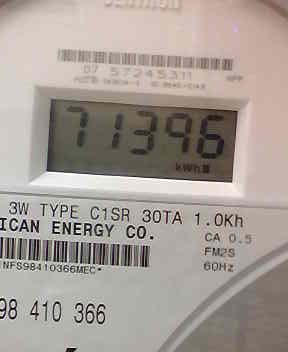 07 57245311
71396
kWh
3W TYPE C1SR 30TA 1.0Kh
ICAN ENERGY CO.
CA 0.5
FM2S
60Hz
NFS98410366MEC*
98 410 366